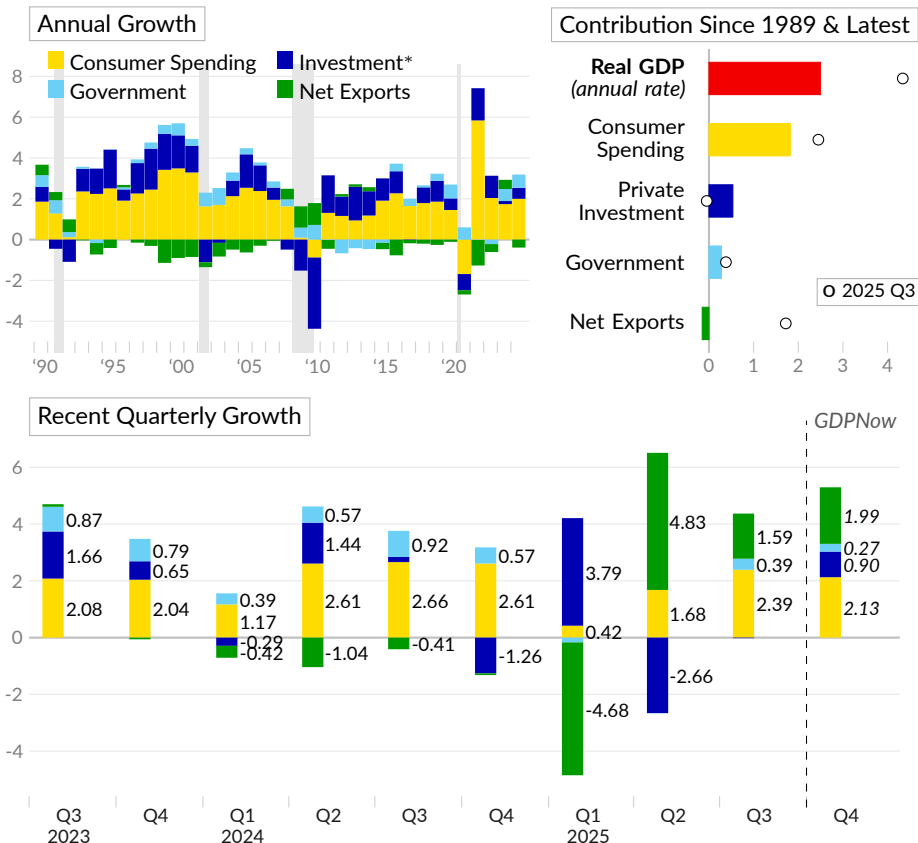 Annual Growth
Consumer Spending
Investment*
Government
Net Exports
8
6
4
2
0
-2
-4
‘90
‘95
‘00
‘05
‘10
‘15
‘20
Contribution Since 1989 & Latest
Real GDP
(annual rate)
Consumer
Spending
Private
Investment
Government
Net Exports
o 2025 Q3
0 1 2 3 4
Recent Quarterly Growth
GDPNow
6
4
2
0
-2
-4
0.87
1.66
2.08
0.79
0.65
2.04
0.39
1.17
-0.29
-0.42
0.57
1.44
2.61
-1.04
0.92
2.66
-0.41
0.57
2.61
-1.26
3.79
0.42
-4.68
4.83
1.68
-2.66
1.59
0.39
2.39
1.99
0.27
0.90
2.13
Q3 Q4 Q1 Q2 Q3 Q4 Q1 Q2 Q3 Q4
2023 2024 2025